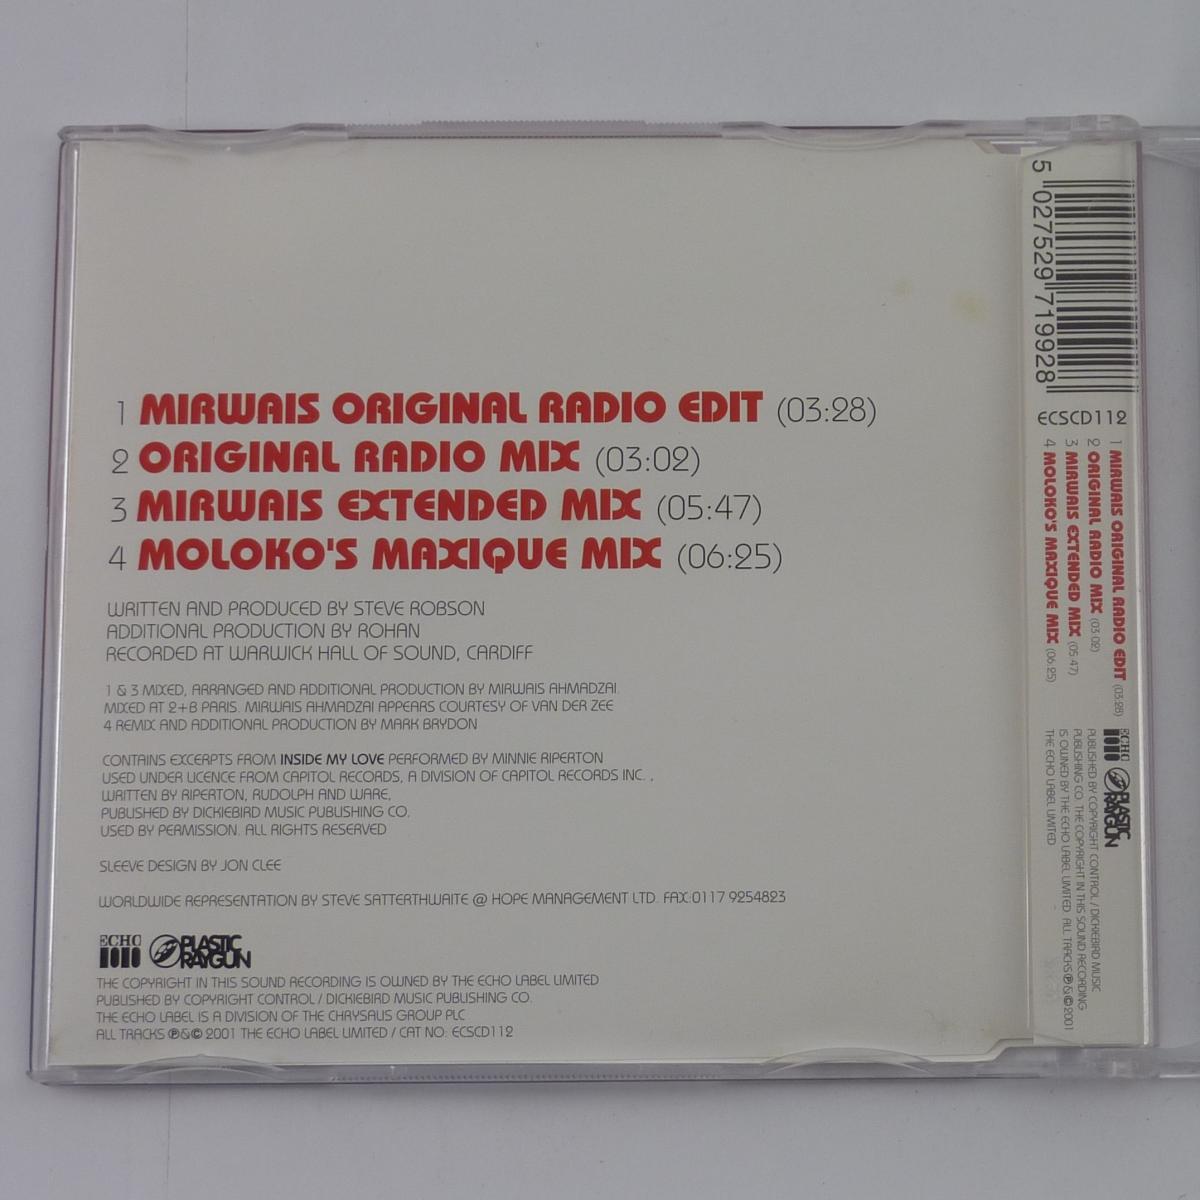 1 MIRWAIS ORIGINAL RADIO EDIT (03:28)
2 ORIGINAL RADIO MIX (03:02)
3 MIRWAIS EXTENDED MIX (05:47)
4 MOLOKO'S MAXIQUE MIX (06:25)
WRITTEN AND PRODUCED BY STEVE ROBSON
ADDITIONAL PRODUCTION BY ROHAN
RECORDED AT WARWICK HALL OF SOUND, CARDIFF
1 & 3 MIXED, ARRANGED AND ADDITIONAL PRODUCTION BY MIRWAIS AHMADZAI.
MIXED AT 2+B PARIS. MIRWAIS AHMADZAI APPEARS COURTESY OF VAN DER ZEE
4 REMIX AND ADDITIONAL PRODUCTION BY MARK BRYDON
CONTAINS EXCERPTS FROM INSIDE MY LOVE PERFORMED BY MINNIE RIPERTON
USED UNDER LICENCE FROM CAPITOL RECORDS, A DIVISION OF CAPITOL RECORDS INC. ,
WRITTEN BY RIPERTON, RUDOLPH AND WARE,
PUBLISHED BY DICKIEBIRD MUSIC PUBLISHING CO,
USED BY PERMISSION. ALL RIGHTS RESERVED
SLEEVE DESIGN BY JON CLEE
WORLDWIDE REPRESENTATION BY STEVE SATTERTHWAITE @ HOPE MANAGEMENT LTD. FAX:0117 9254823
ECHO
PLASTIC
RAYGUN
THE COPYRIGHT IN THIS SOUND RECORDING IS OWNED BY THE ECHO LABEL LIMITED
PUBLISHED BY COPYRIGHT CONTROL / DICKIEBIRD MUSIC PUBLISHING CO.
THE ECHO LABEL IS A DIVISION OF THE CHRYSALIS GROUP PLC
ALL TRACKS ℗&© 2001 THE ECHO LABEL LIMITED / CAT NO: ECSCD112
5 027529 719928
ECSCD112
1 MIRWAIS ORIGINAL RADIO EDIT (03:28)
2 ORIGINAL RADIO MIX (03:02)
3 MIRWAIS EXTENDED MIX (05:47)
4 MOLOKO'S MAXIQUE MIX (06:25)
ECHO
PLASTIC
RAYGUN
PUBLISHED BY COPYRIGHT CONTROL / DICKIEBIRD MUSIC
PUBLISHING CO. THE COPYRIGHT IN THIS SOUND RECORDING
IS OWNED BY THE ECHO LABEL LIMITED. ALL TRACKS ℗&© 2001
THE ECHO LABEL LIMITED